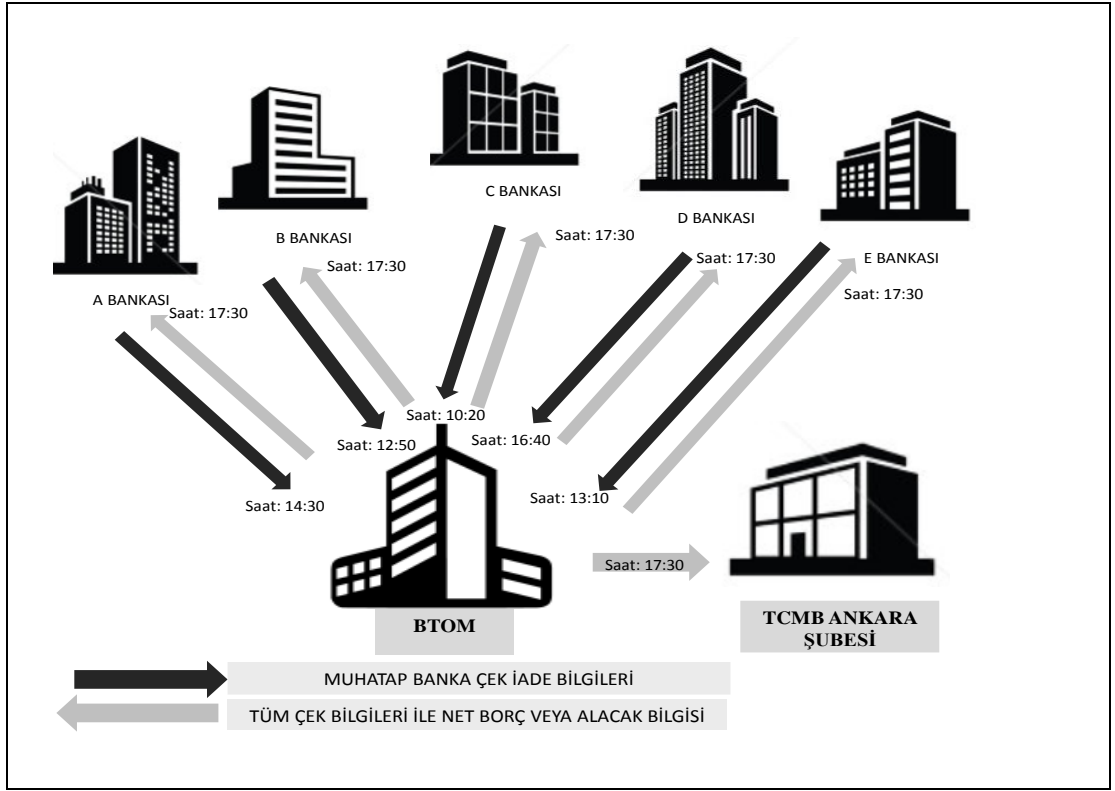 C BANKASI
D BANKASI
B BANKASI
Saat: 17:30
E BANKASI
Saat: 17:30
Saat: 17:30
Saat: 17:30
A BANKASI
Saat: 17:30
Saat: 10:20
Saat: 12:50
Saat: 16:40
Saat: 14:30
Saat: 13:10
Saat: 17:30
BTOM
TCMB ANKARA
ŞUBESİ
MUHATAP BANKA ÇEK İADE BİLGİLERİ
TÜM ÇEK BİLGİLERİ İLE NET BORÇ VEYA ALACAK BİLGİSİ